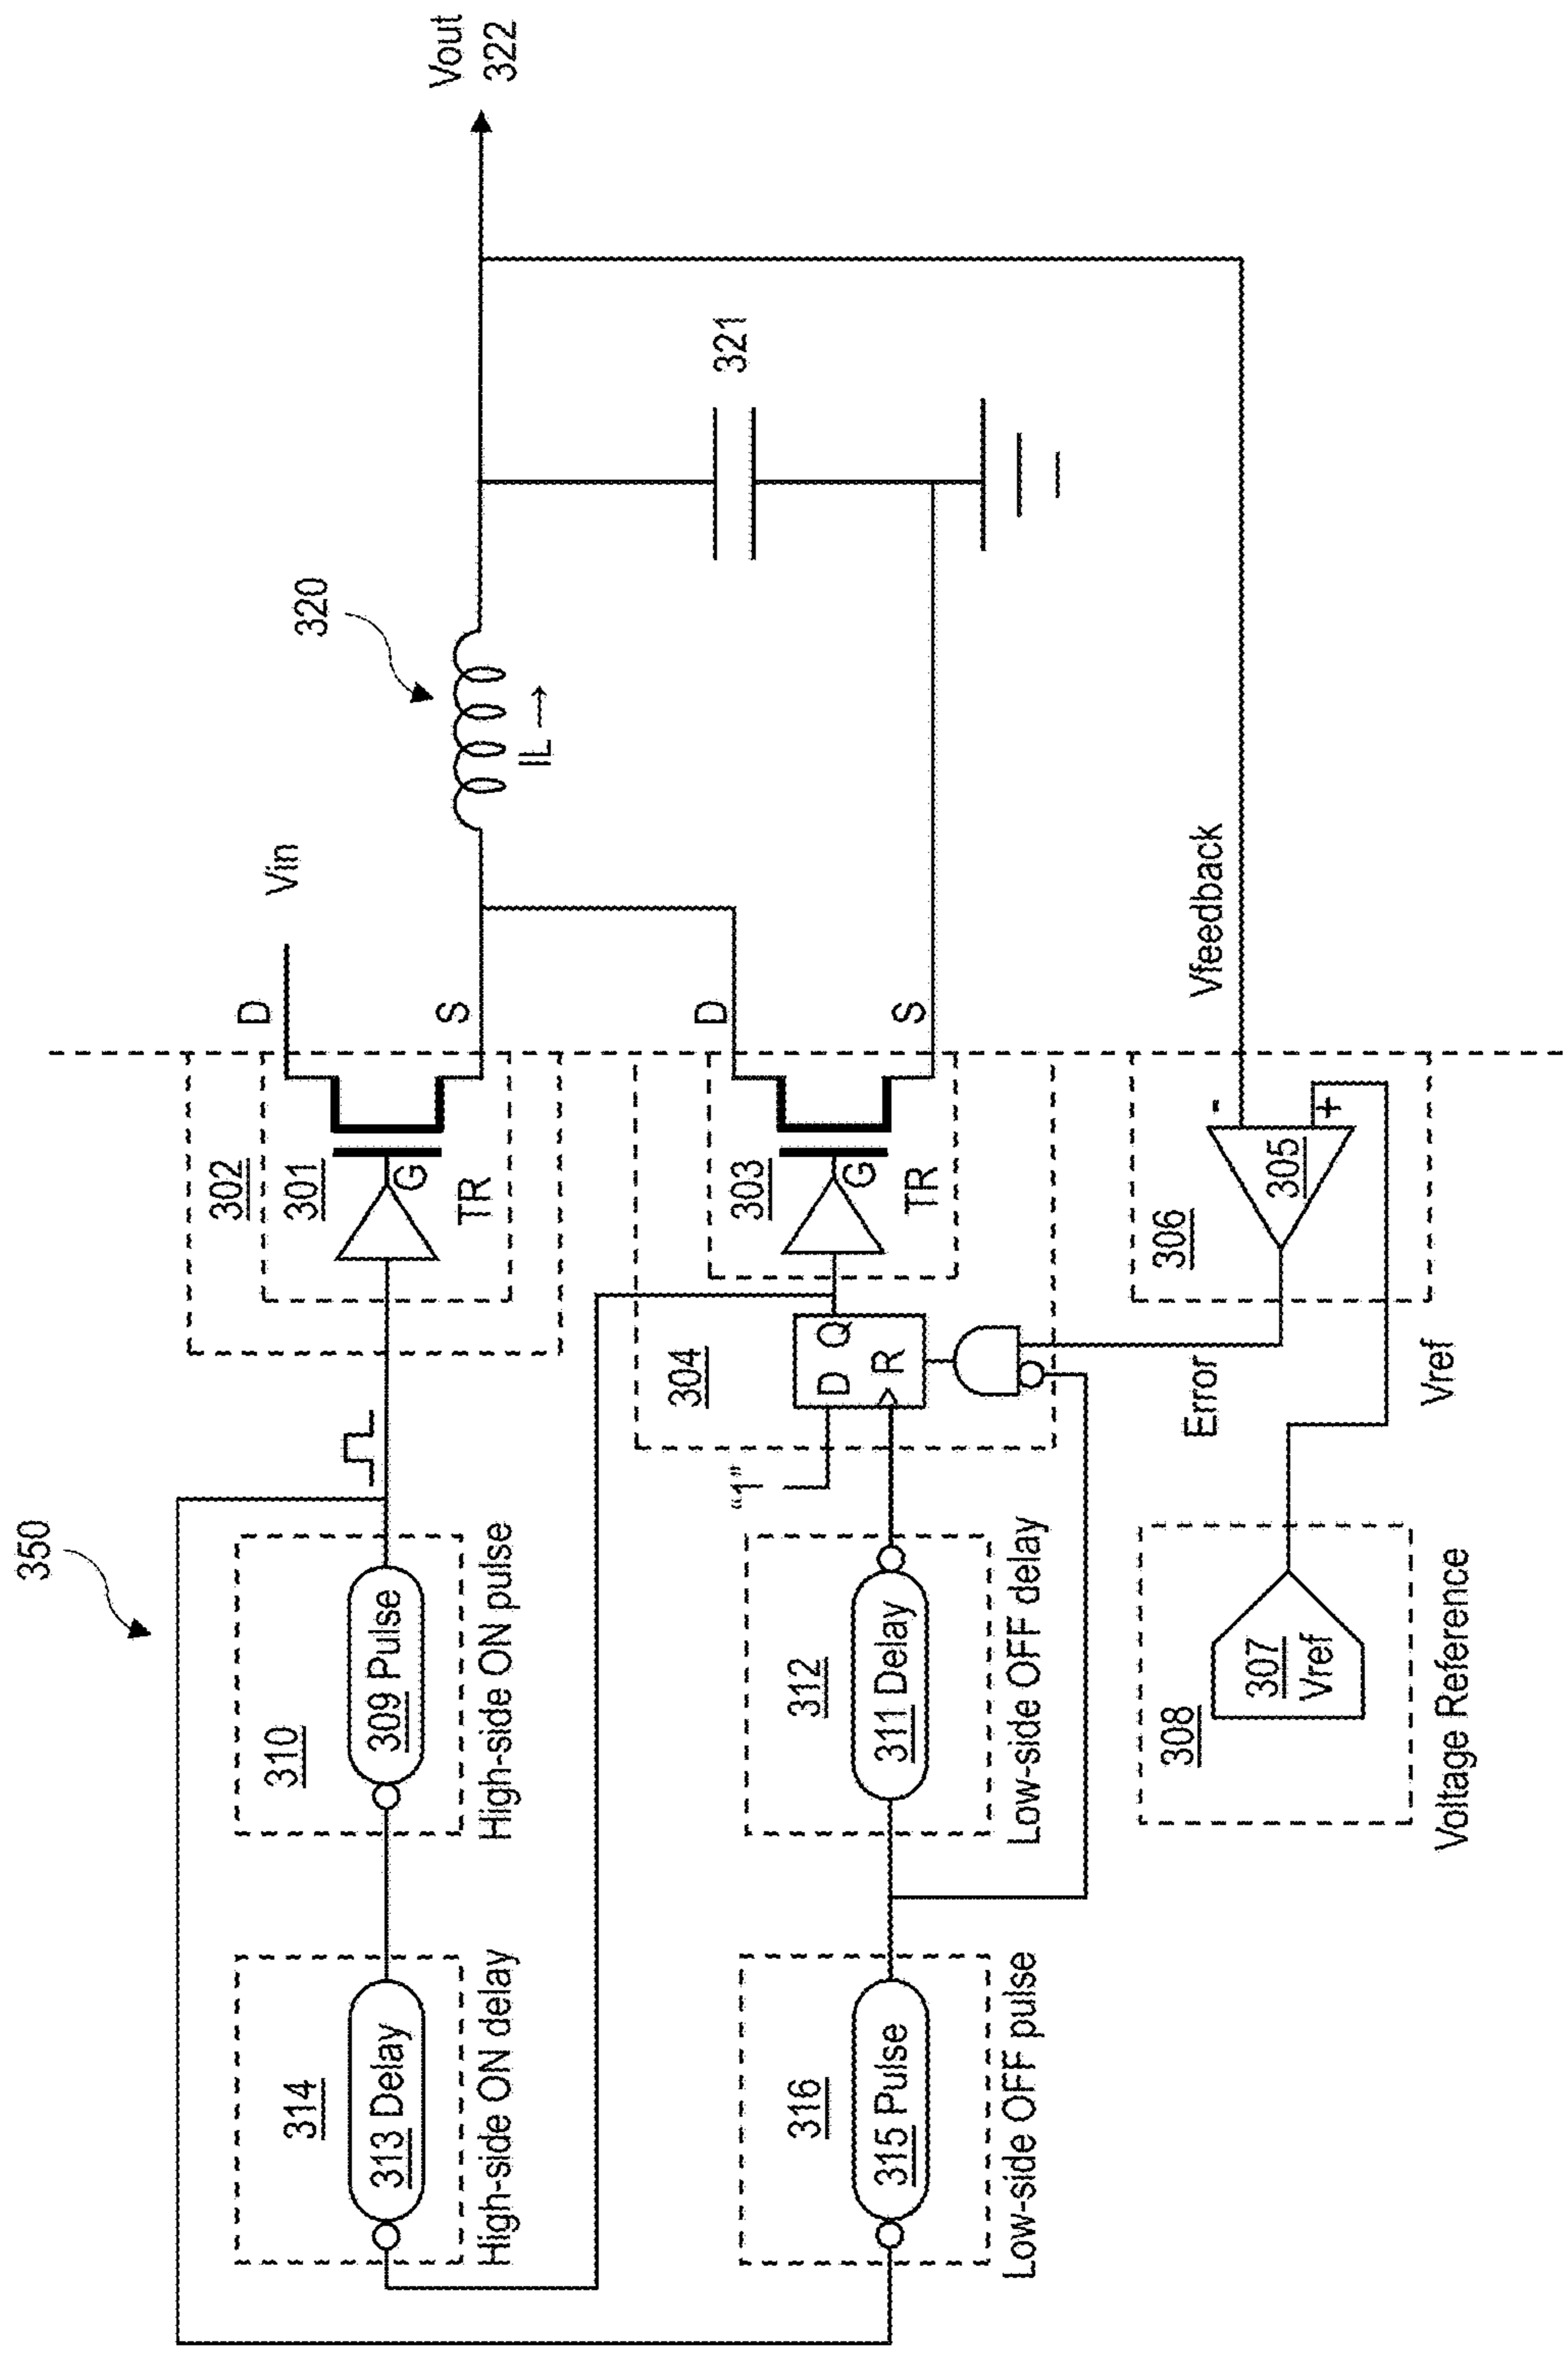 350
314
313 Delay
High-side ON delay
310
309 Pulse
High-side ON pulse
302
301
G
TR
D
S
Vin
320
IL →
Vout
322
321
316
315 Pulse
Low-side OFF pulse
312
311 Delay
Low-side OFF delay
"1"
304
D Q
R
303
G
TR
D
S
308
307
Vref
Voltage Reference
Error
Vref
306
305
-
+
Vfeedback